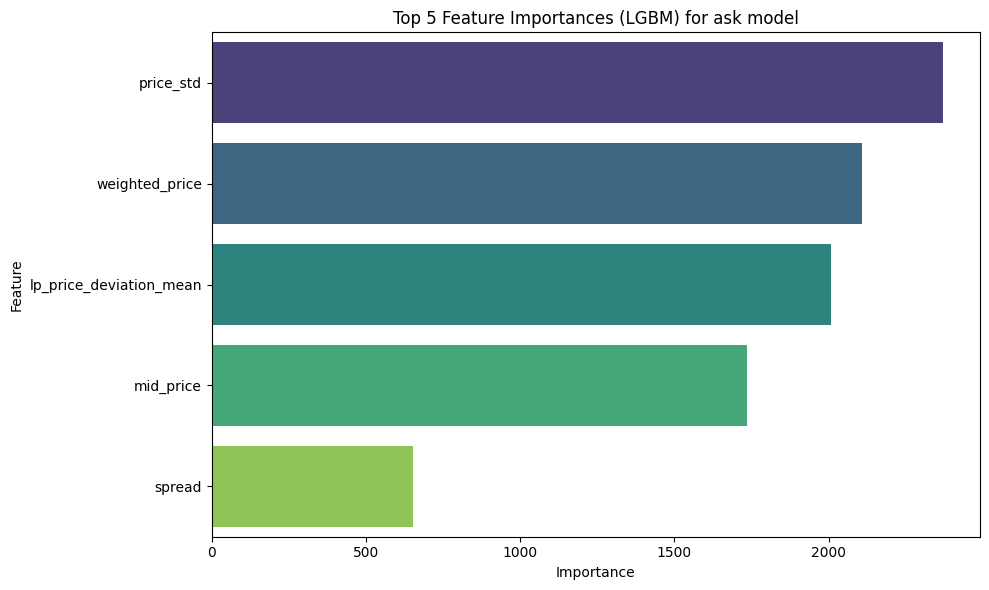 Top 5 Feature Importances (LGBM) for ask model
Feature
price_std
weighted_price
lp_price_deviation_mean
mid_price
spread
0 500 1000 1500 2000
Importance